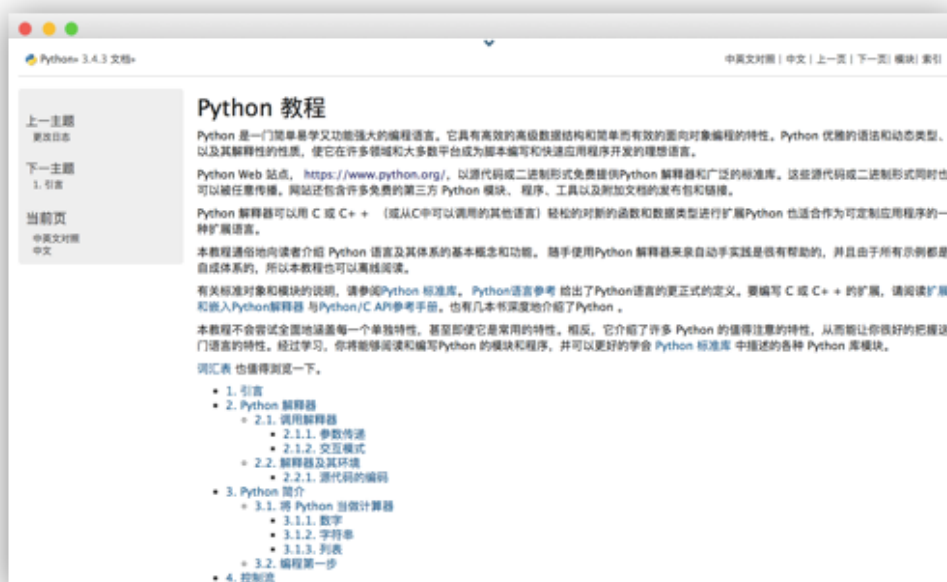 Python» 3.4.3 文档»
中英文对照 | 中文 | 上一页 | 下一页| 模块| 索引
上一主题
更改日志
下一主题
1. 引言
当前页
中英文对照
中文
Python 教程
Python 是一门简单易学又功能强大的编程语言。它具有高效的高级数据结构和简单而有效的面向对象编程的特性。Python 优雅的语法和动态类型、
以及其解释性的性质，使它在许多领域和大多数平台成为脚本编写和快速应用程序开发的理想语言。
Python Web 站点， https://www.python.org/，以源代码或二进制形式免费提供Python 解释器和广泛的标准库。这些源代码或二进制形式同时也
可以被任意传播。网站还包含许多免费的第三方 Python 模块、 程序、工具以及附加文档的发布包和链接。
Python 解释器可以用 C 或 C+ + （或从C中可以调用的其他语言）轻松的对新的函数和数据类型进行扩展Python 也适合作为可定制应用程序的一
种扩展语言。
本教程通俗地向读者介绍 Python 语言及其体系的基本概念和功能。 随手使用Python 解释器来亲自动手实践是很有帮助的，并且由于所有示例都是
自成体系的，所以本教程也可以离线阅读。
有关标准对象和模块的说明，请参阅Python 标准库。 Python语言参考 给出了Python语言的更正式的定义。要编写 C 或 C+ + 的扩展，请阅读扩展
和嵌入Python解释器 与Python/C API参考手册。也有几本书深度地介绍了Python 。
本教程不会尝试全面地涵盖每一个单独特性，甚至即使它是常用的特性。相反，它介绍了许多 Python 的值得注意的特性，从而能让你很好的把握这
门语言的特性。经过学习，你将能够阅读和编写Python 的模块和程序，并可以更好的学会 Python 标准库 中描述的各种 Python 库模块。
词汇表 也值得浏览一下。
1. 引言
2. Python 解释器
2.1. 调用解释器
2.1.1. 参数传递
2.1.2. 交互模式
2.2. 解释器及其环境
2.2.1. 源代码的编码
3. Python 简介
3.1. 将 Python 当做计算器
3.1.1. 数字
3.1.2. 字符串
3.1.3. 列表
3.2. 编程第一步
4. 控制流